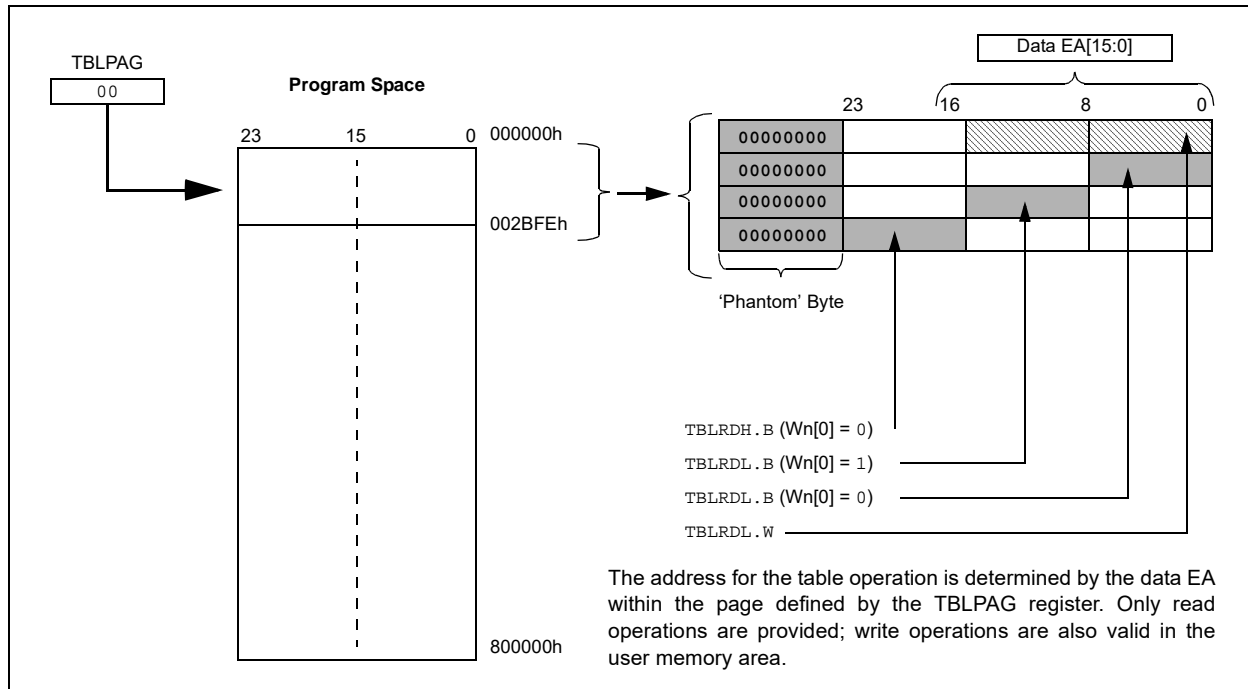 TBLPAG
00
Program Space
23 15 0
000000h
002BFEh
800000h
Data EA[15:0]
23 16 8 0
00000000
00000000
00000000
00000000
‘Phantom’ Byte
TBLRDH.B (Wn[0] = 0)
TBLRDL.B (Wn[0] = 1)
TBLRDL.B (Wn[0] = 0)
TBLRDL.W
The address for the table operation is determined by the data EA
within the page defined by the TBLPAG register. Only read
operations are provided; write operations are also valid in the
user memory area.